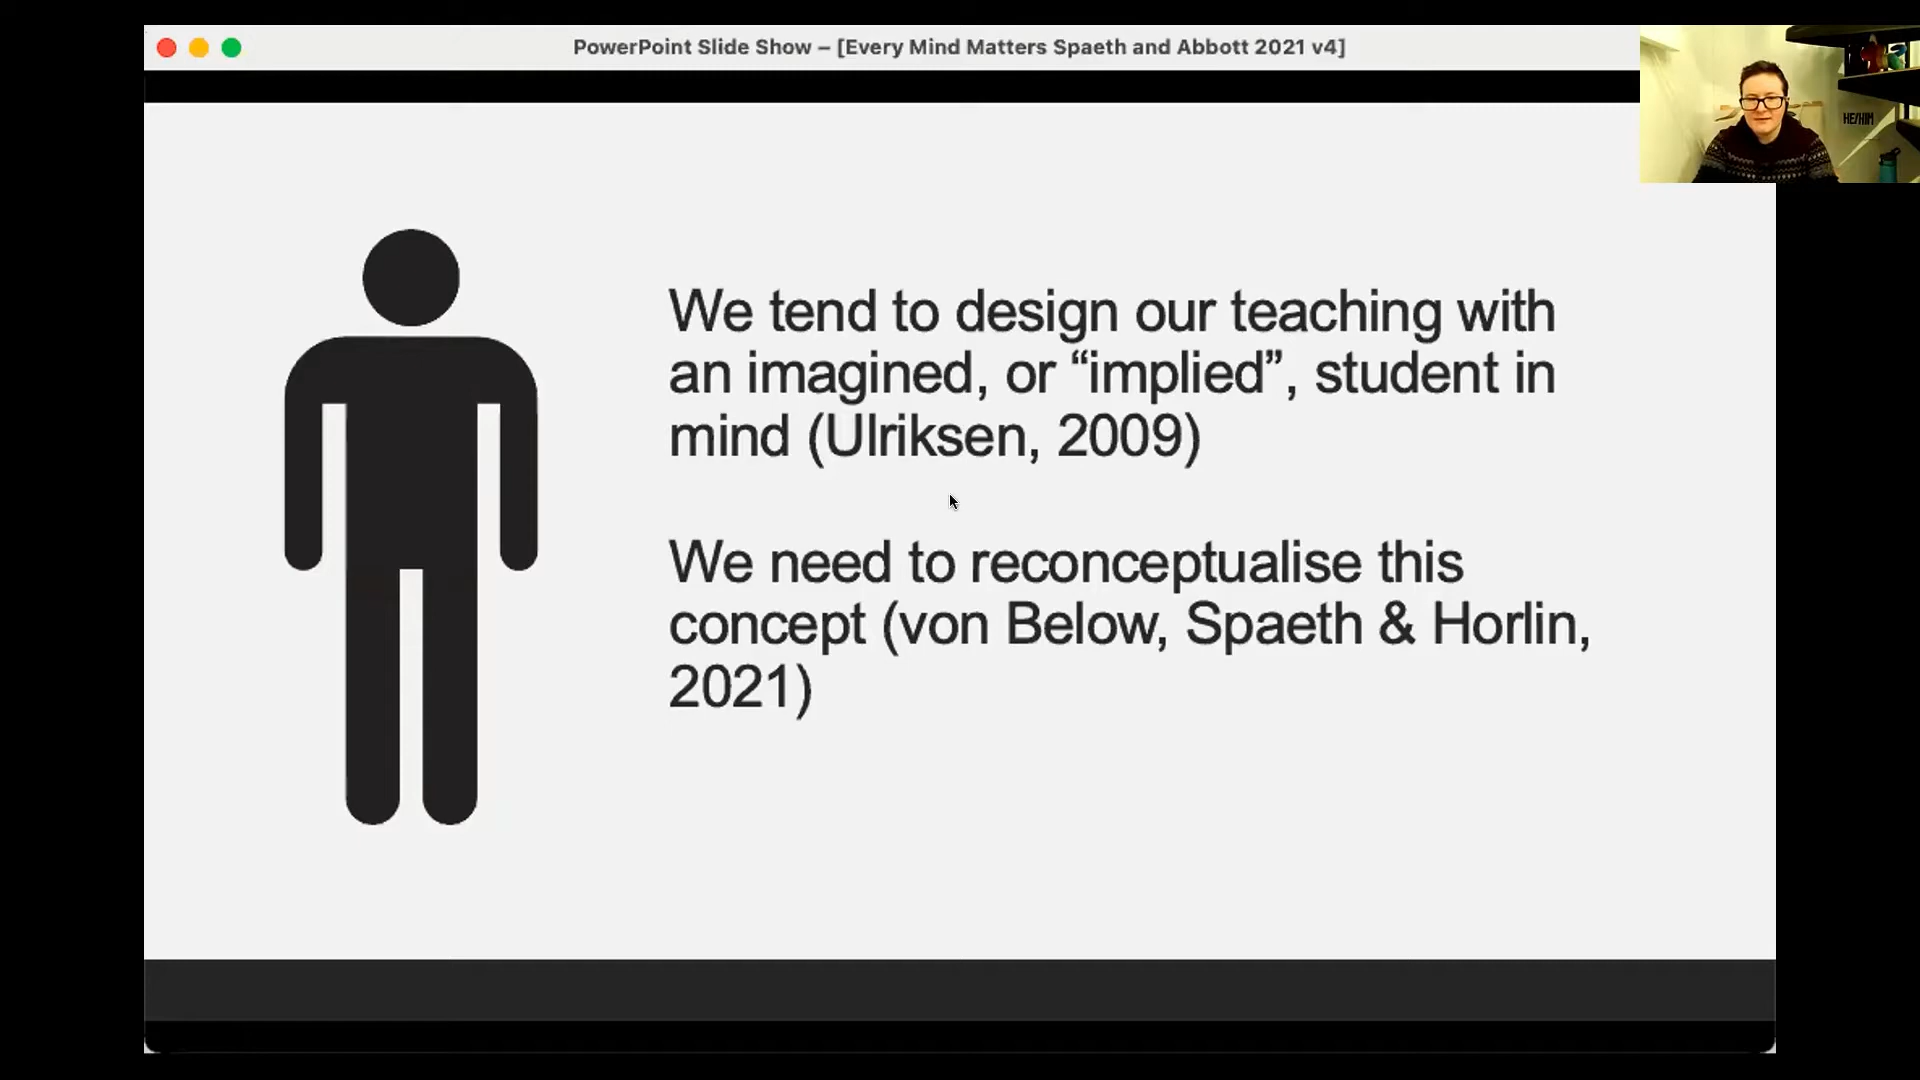 PowerPoint Slide Show – [Every Mind Matters Spaeth and Abbott 2021 v4]
HE/HIM
We tend to design our teaching with
an imagined, or “implied”, student in
mind (Ulriksen, 2009)
We need to reconceptualise this
concept (von Below, Spaeth & Horlin,
2021)